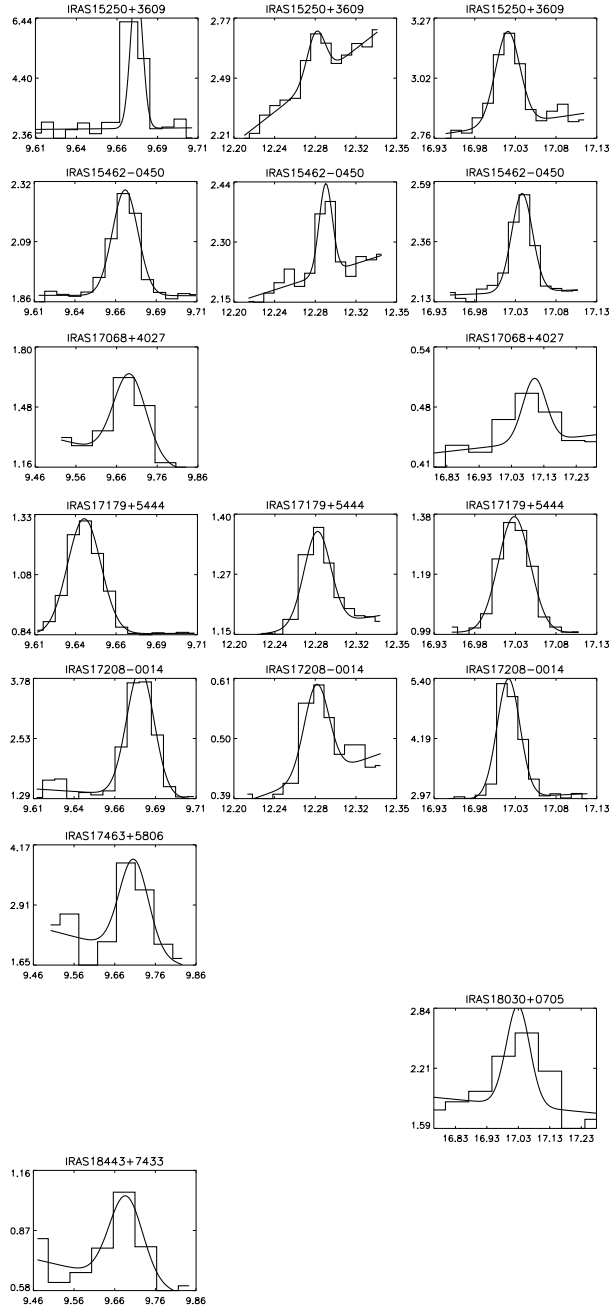 IRAS15250+3609 IRAS15250+3609 IRAS15250+3609
6.44 2.77 3.27
4.40 2.49 3.02
2.36 2.21 2.76
9.61 9.64 9.66 9.69 9.71 12.20 12.24 12.28 12.32 12.35 16.93 16.98 17.03 17.08 17.13
IRAS15462-0450 IRAS15462-0450 IRAS15462-0450
2.32 2.44 2.59
2.09 2.30 2.36
1.86 2.15 2.13
9.61 9.64 9.66 9.69 9.71 12.20 12.24 12.28 12.32 12.35 16.93 16.98 17.03 17.08 17.13
IRAS17068+4027 IRAS17068+4027
1.80 0.54
1.48 0.48
1.16 0.41
9.46 9.56 9.66 9.76 9.86 16.83 16.93 17.03 17.13 17.23
IRAS17179+5444 IRAS17179+5444 IRAS17179+5444
1.33 1.40 1.38
1.08 1.27 1.19
0.84 1.15 0.99
9.61 9.64 9.66 9.69 9.71 12.20 12.24 12.28 12.32 12.35 16.93 16.98 17.03 17.08 17.13
IRAS17208-0014 IRAS17208-0014 IRAS17208-0014
3.78 0.61 5.40
2.53 0.50 4.19
1.29 0.39 2.97
9.61 9.64 9.66 9.69 9.71 12.20 12.24 12.28 12.32 12.35 16.93 16.98 17.03 17.08 17.13
IRAS17463+5806
4.17
2.91
1.65
9.46 9.56 9.66 9.76 9.86
IRAS18030+0705
2.84
2.21
1.59
16.83 16.93 17.03 17.13 17.23
IRAS18443+7433
1.16
0.87
0.58
9.46 9.56 9.66 9.76 9.86